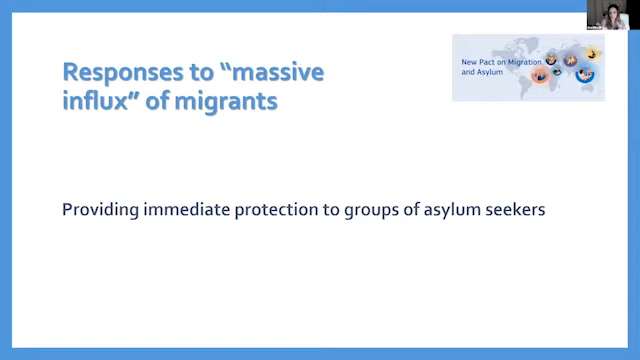 Responses to “massive
influx” of migrants
New Pact on Migration
and Asylum
Providing immediate protection to groups of asylum seekers